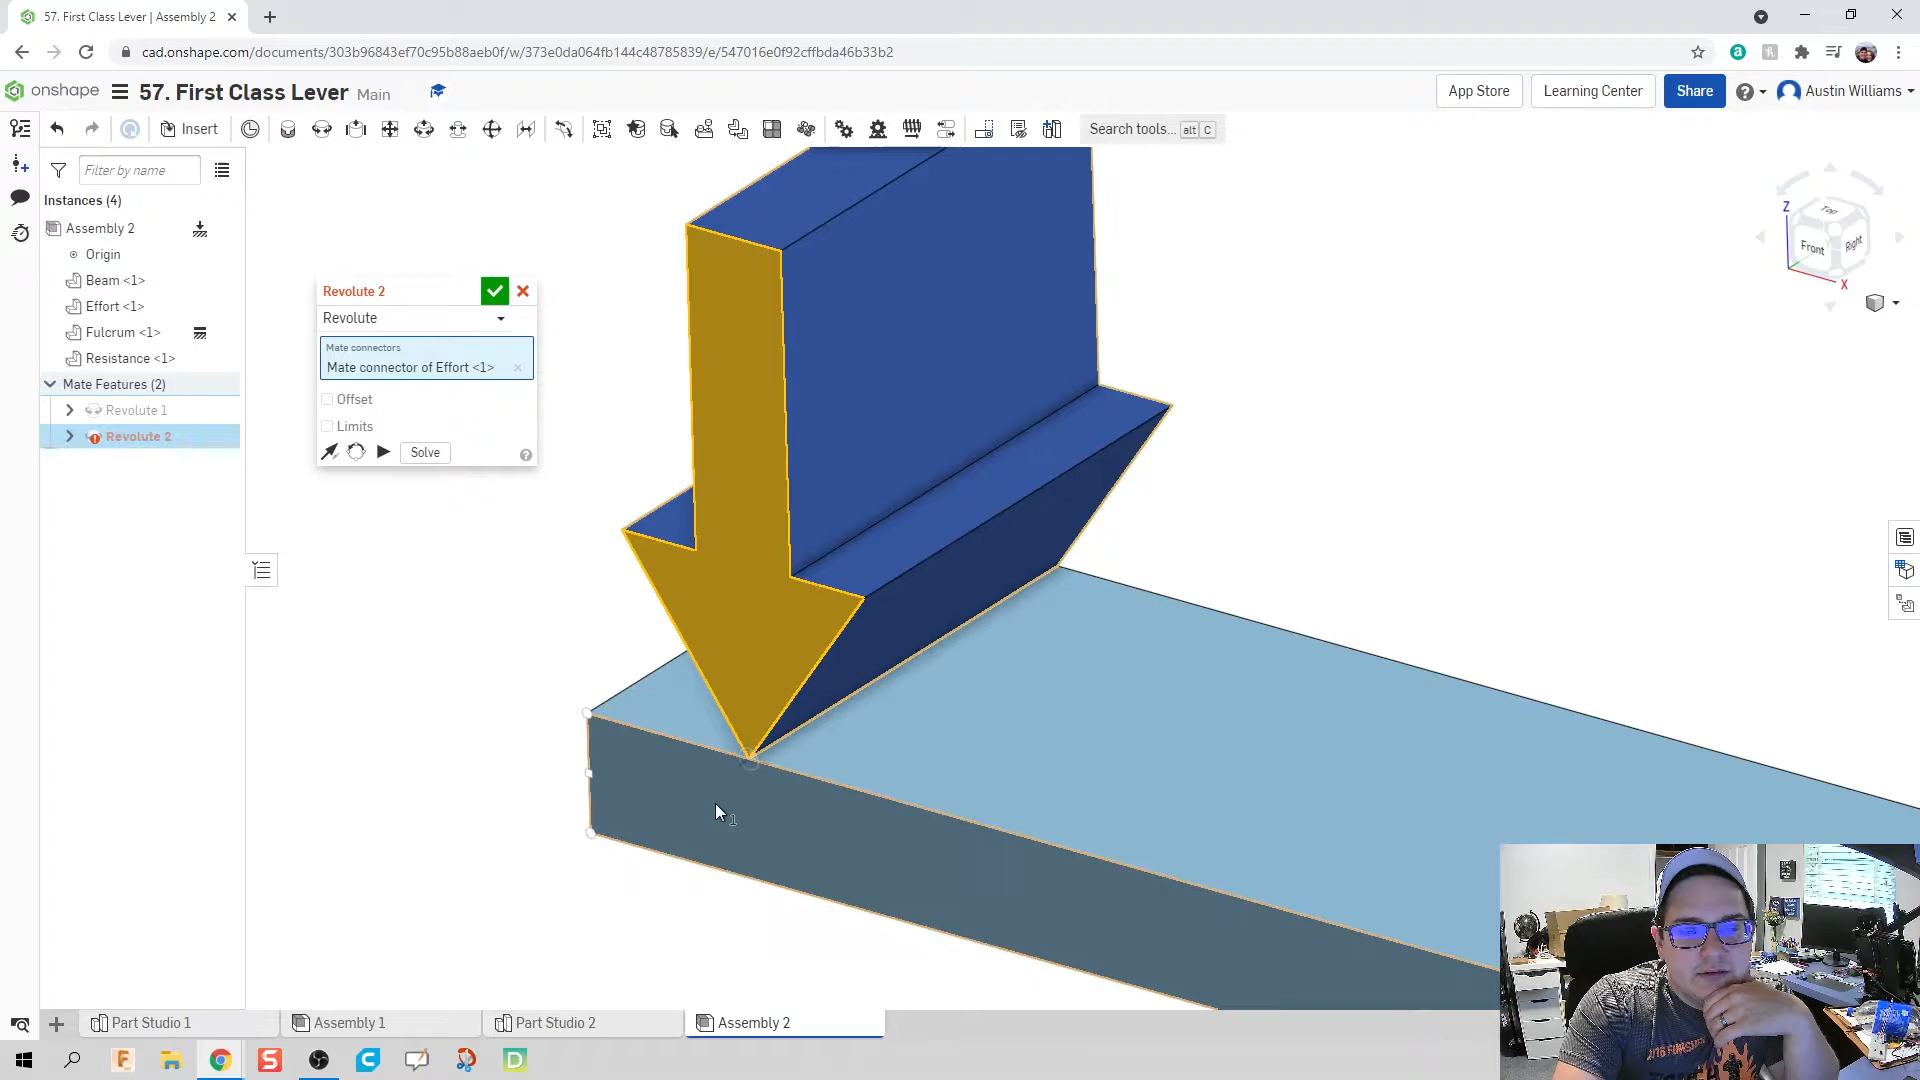 57. First Class Lever | Assembly 2
cad.onshape.com/documents/303b96843ef70c95b88aeb0f/w/373e0da064fb144c48785839/e/547016e0f92cffbda46b33b2
onshape
57. First Class Lever Main
App Store
Learning Center
Share
Austin Williams
Insert
Search tools... alt C
Filter by name
Instances (4)
Assembly 2
Origin
Beam <1>
Effort <1>
Fulcrum <1>
Resistance <1>
Mate Features (2)
Revolute 1
Revolute 2
Revolute 2
Revolute
Mate connectors
Mate connector of Effort <1>
Offset
Limits
Solve
1
Top
Front
Right
Z
X
Part Studio 1
Assembly 1
Part Studio 2
Assembly 2